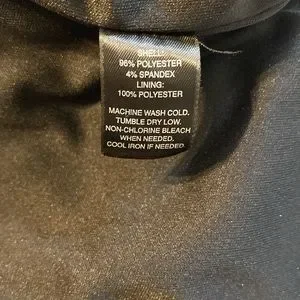 SHELL:
96% POLYESTER
4% SPANDEX
LINING:
100% POLYESTER
MACHINE WASH COLD.
TUMBLE DRY LOW.
NON-CHLORINE BLEACH
WHEN NEEDED.
COOL IRON IF NEEDED.